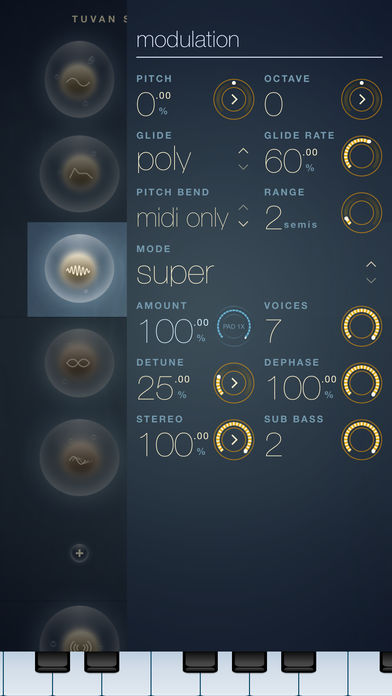 TUVAN S
modulation
PITCH OCTAVE
0.00 % 0
GLIDE GLIDE RATE
poly 60.00 %
PITCH BEND RANGE
midi only 2 semis
MODE
super
AMOUNT VOICES
100.00 % PAD 1X 7
DETUNE DEPHASE
25.00 % 100.00 %
STEREO SUB BASS
100.00 % 2